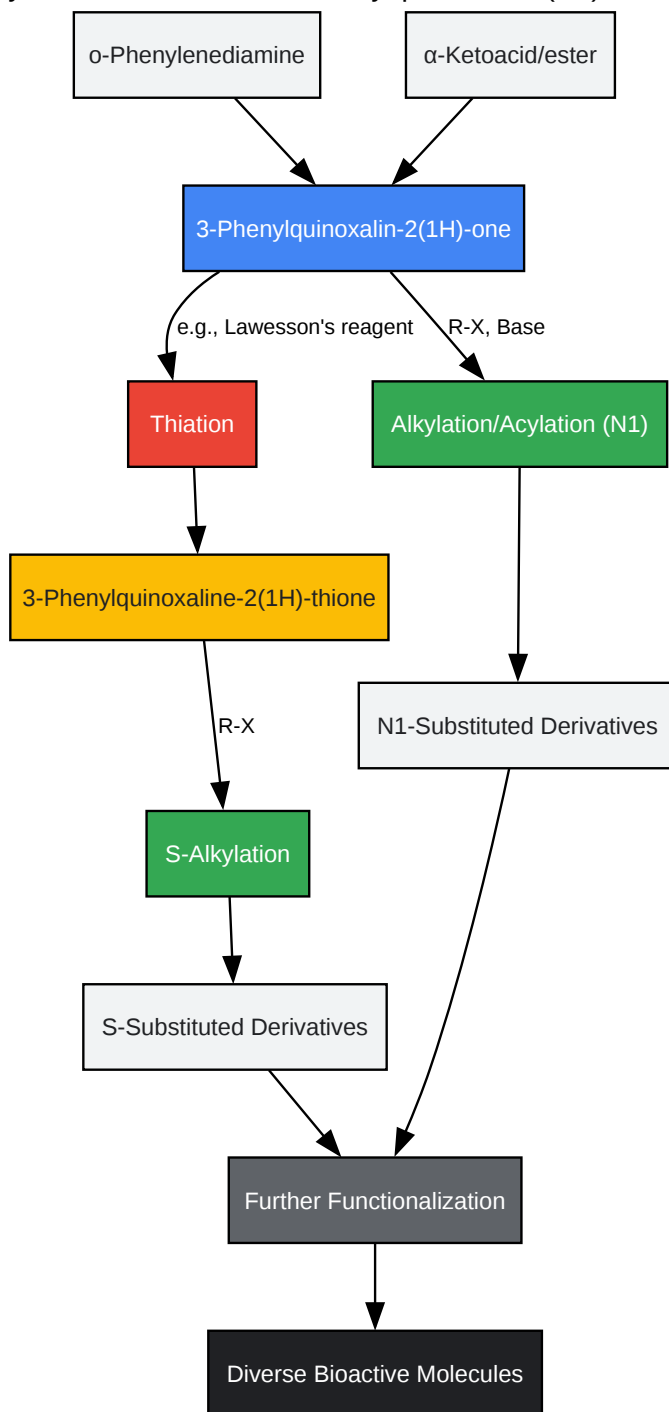 o-Phenylenediamine
α-Ketoacid/ester
3-Phenylquinoxalin-2(1H)-one
e.g., Lawesson's reagent
R-X, Base
Thiation
Alkylation/Acylation (N1)
3-Phenylquinoxaline-2(1H)-thione
R-X
N1-Substituted Derivatives
S-Alkylation
S-Substituted Derivatives
Further Functionalization
Diverse Bioactive Molecules